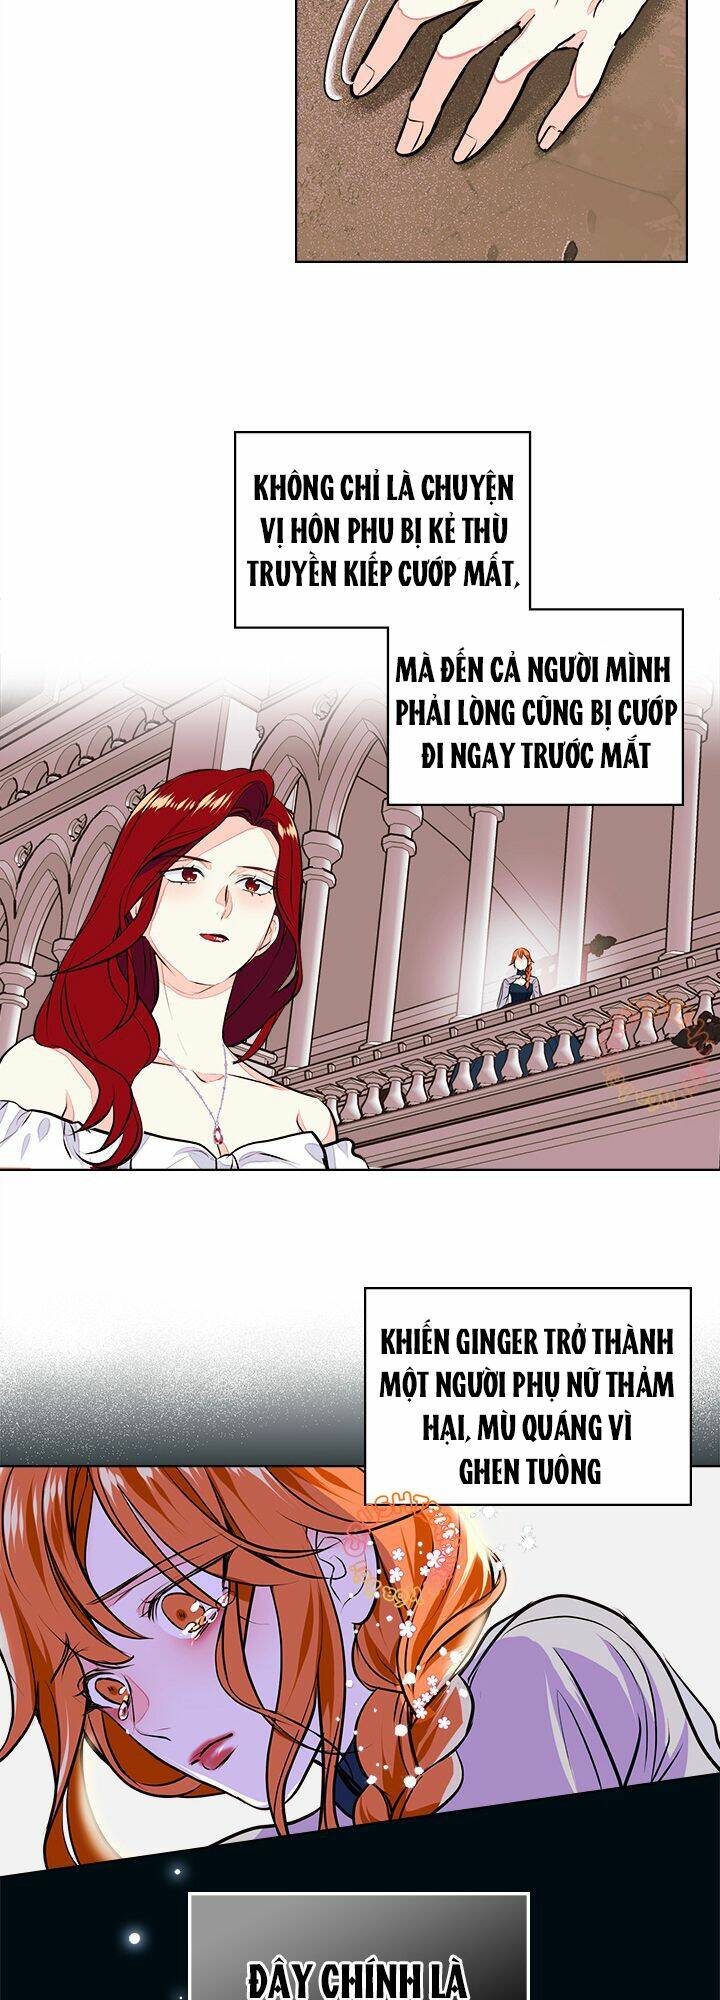 KHÔNG CHỈ LÀ CHUYỆN
VỊ HÔN PHU BỊ KẺ THÙ
TRUYỀN KIẾP CƯỚP MẤT,
MÀ ĐẾN CẢ NGƯỜI MÌNH
PHẢI LÒNG CŨNG BỊ CƯỚP
ĐI NGAY TRƯỚC MẮT
KHIẾN GINGER TRỞ THÀNH
MỘT NGƯỜI PHỤ NỮ THẢM
HẠI, MÙ QUÁNG VÌ
GHEN TUÔNG
ĐÂY CHÍNH LÀ